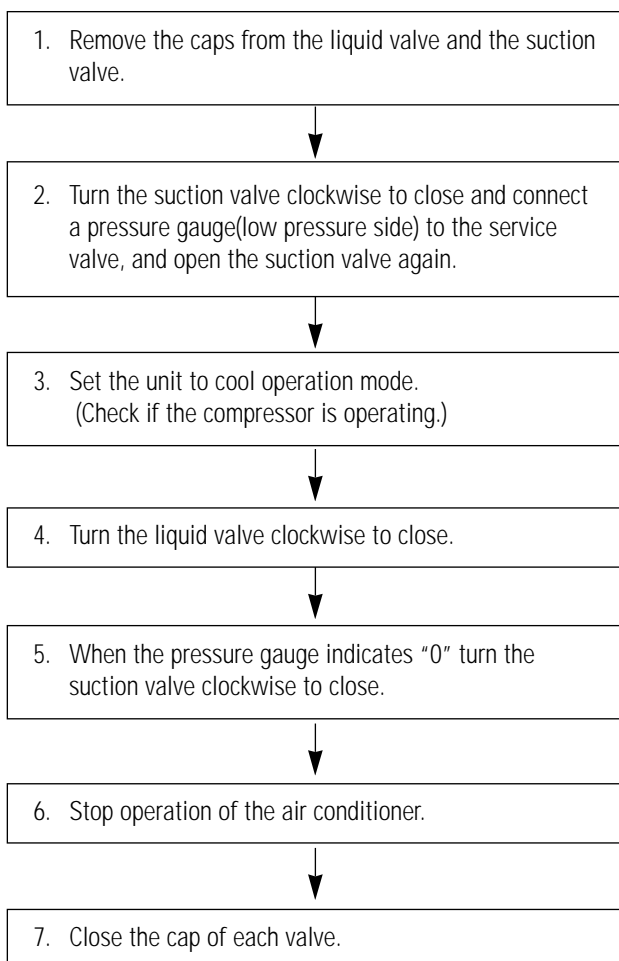 1. Remove the caps from the liquid valve and the suction
valve.
2. Turn the suction valve clockwise to close and connect
a pressure gauge(low pressure side) to the service
valve, and open the suction valve again.
3. Set the unit to cool operation mode.
(Check if the compressor is operating.)
4. Turn the liquid valve clockwise to close.
5. When the pressure gauge indicates "0" turn the
suction valve clockwise to close.
6. Stop operation of the air conditioner.
7. Close the cap of each valve.